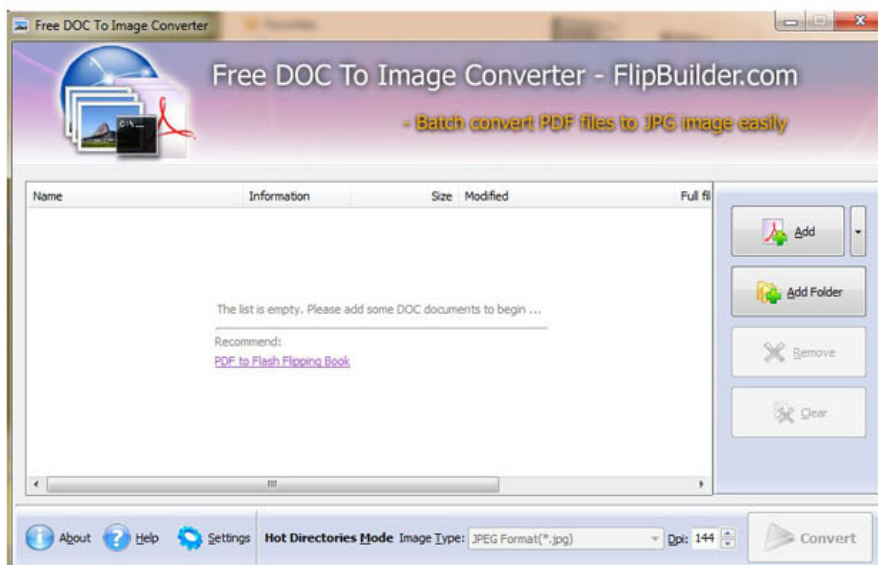 Free DOC To Image Converter
Free DOC To Image Converter - FlipBuilder.com
- Batch convert PDF files to JPG image easily
C:\_
Name Information Size Modified Full fil
Add
Add Folder
The list is empty. Please add some DOC documents to begin ...
Recommend:
PDF to Flash Flipping Book
Remove
Clear
About Help Settings Hot Directories Mode Image Type: JPEG Format(*.jpg) Dpi: 144 Convert